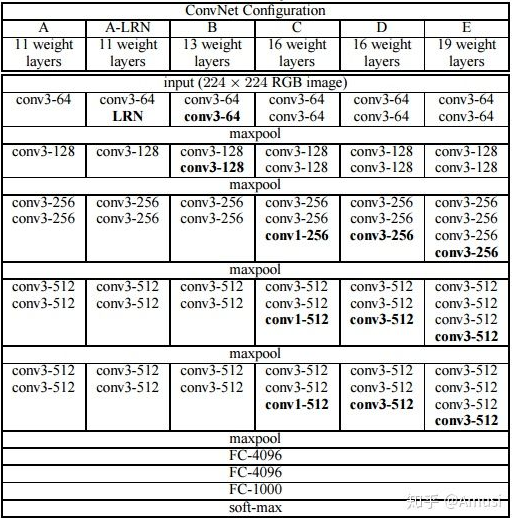 ConvNet Configuration
A A-LRN B C D E
11 weight 11 weight 13 weight 16 weight 16 weight 19 weight
layers layers layers layers layers layers
input (224 × 224 RGB image)
conv3-64 conv3-64 conv3-64 conv3-64 conv3-64 conv3-64
LRN conv3-64 conv3-64 conv3-64 conv3-64
maxpool
conv3-128 conv3-128 conv3-128 conv3-128 conv3-128 conv3-128
conv3-128 conv3-128 conv3-128 conv3-128
maxpool
conv3-256 conv3-256 conv3-256 conv3-256 conv3-256 conv3-256
conv3-256 conv3-256 conv3-256 conv3-256 conv3-256 conv3-256
conv1-256 conv3-256 conv3-256
conv3-256
maxpool
conv3-512 conv3-512 conv3-512 conv3-512 conv3-512 conv3-512
conv3-512 conv3-512 conv3-512 conv3-512 conv3-512 conv3-512
conv1-512 conv3-512 conv3-512
conv3-512
maxpool
conv3-512 conv3-512 conv3-512 conv3-512 conv3-512 conv3-512
conv3-512 conv3-512 conv3-512 conv3-512 conv3-512 conv3-512
conv1-512 conv3-512 conv3-512
conv3-512
maxpool
FC-4096
FC-4096
FC-1000
soft-max
知乎 @Amusi